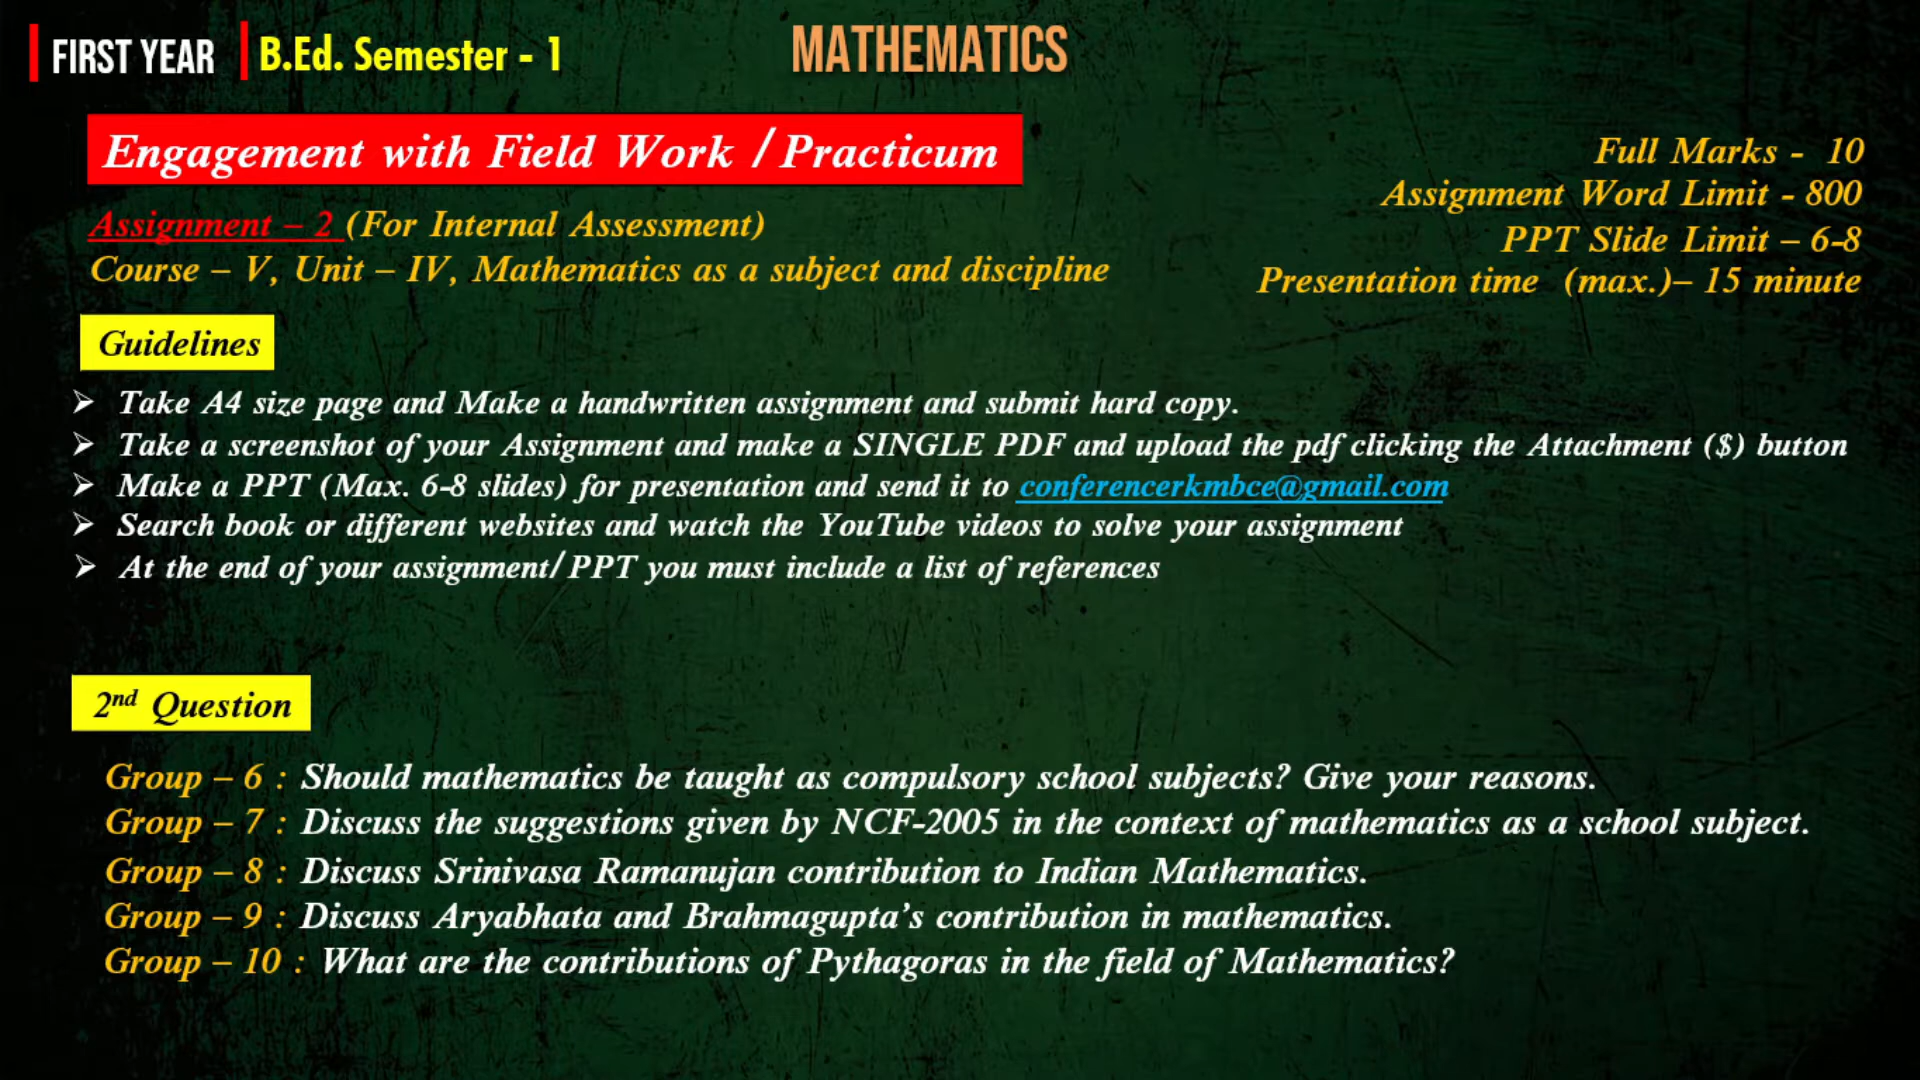 FIRST YEAR B.Ed. Semester - 1 MATHEMATICS
Engagement with Field Work / Practicum
Full Marks - 10
Assignment Word Limit - 800
PPT Slide Limit – 6-8
Presentation time (max.)– 15 minute
Assignment – 2 (For Internal Assessment)
Course – V, Unit – IV, Mathematics as a subject and discipline
Guidelines
➢ Take A4 size page and Make a handwritten assignment and submit hard copy.
➢ Take a screenshot of your Assignment and make a SINGLE PDF and upload the pdf clicking the Attachment ($) button
➢ Make a PPT (Max. 6-8 slides) for presentation and send it to conferencerkmbce@gmail.com
➢ Search book or different websites and watch the YouTube videos to solve your assignment
➢ At the end of your assignment/ PPT you must include a list of references
2nd Question
Group – 6 : Should mathematics be taught as compulsory school subjects? Give your reasons.
Group – 7 : Discuss the suggestions given by NCF-2005 in the context of mathematics as a school subject.
Group – 8 : Discuss Srinivasa Ramanujan contribution to Indian Mathematics.
Group – 9 : Discuss Aryabhata and Brahmagupta’s contribution in mathematics.
Group – 10 : What are the contributions of Pythagoras in the field of Mathematics?